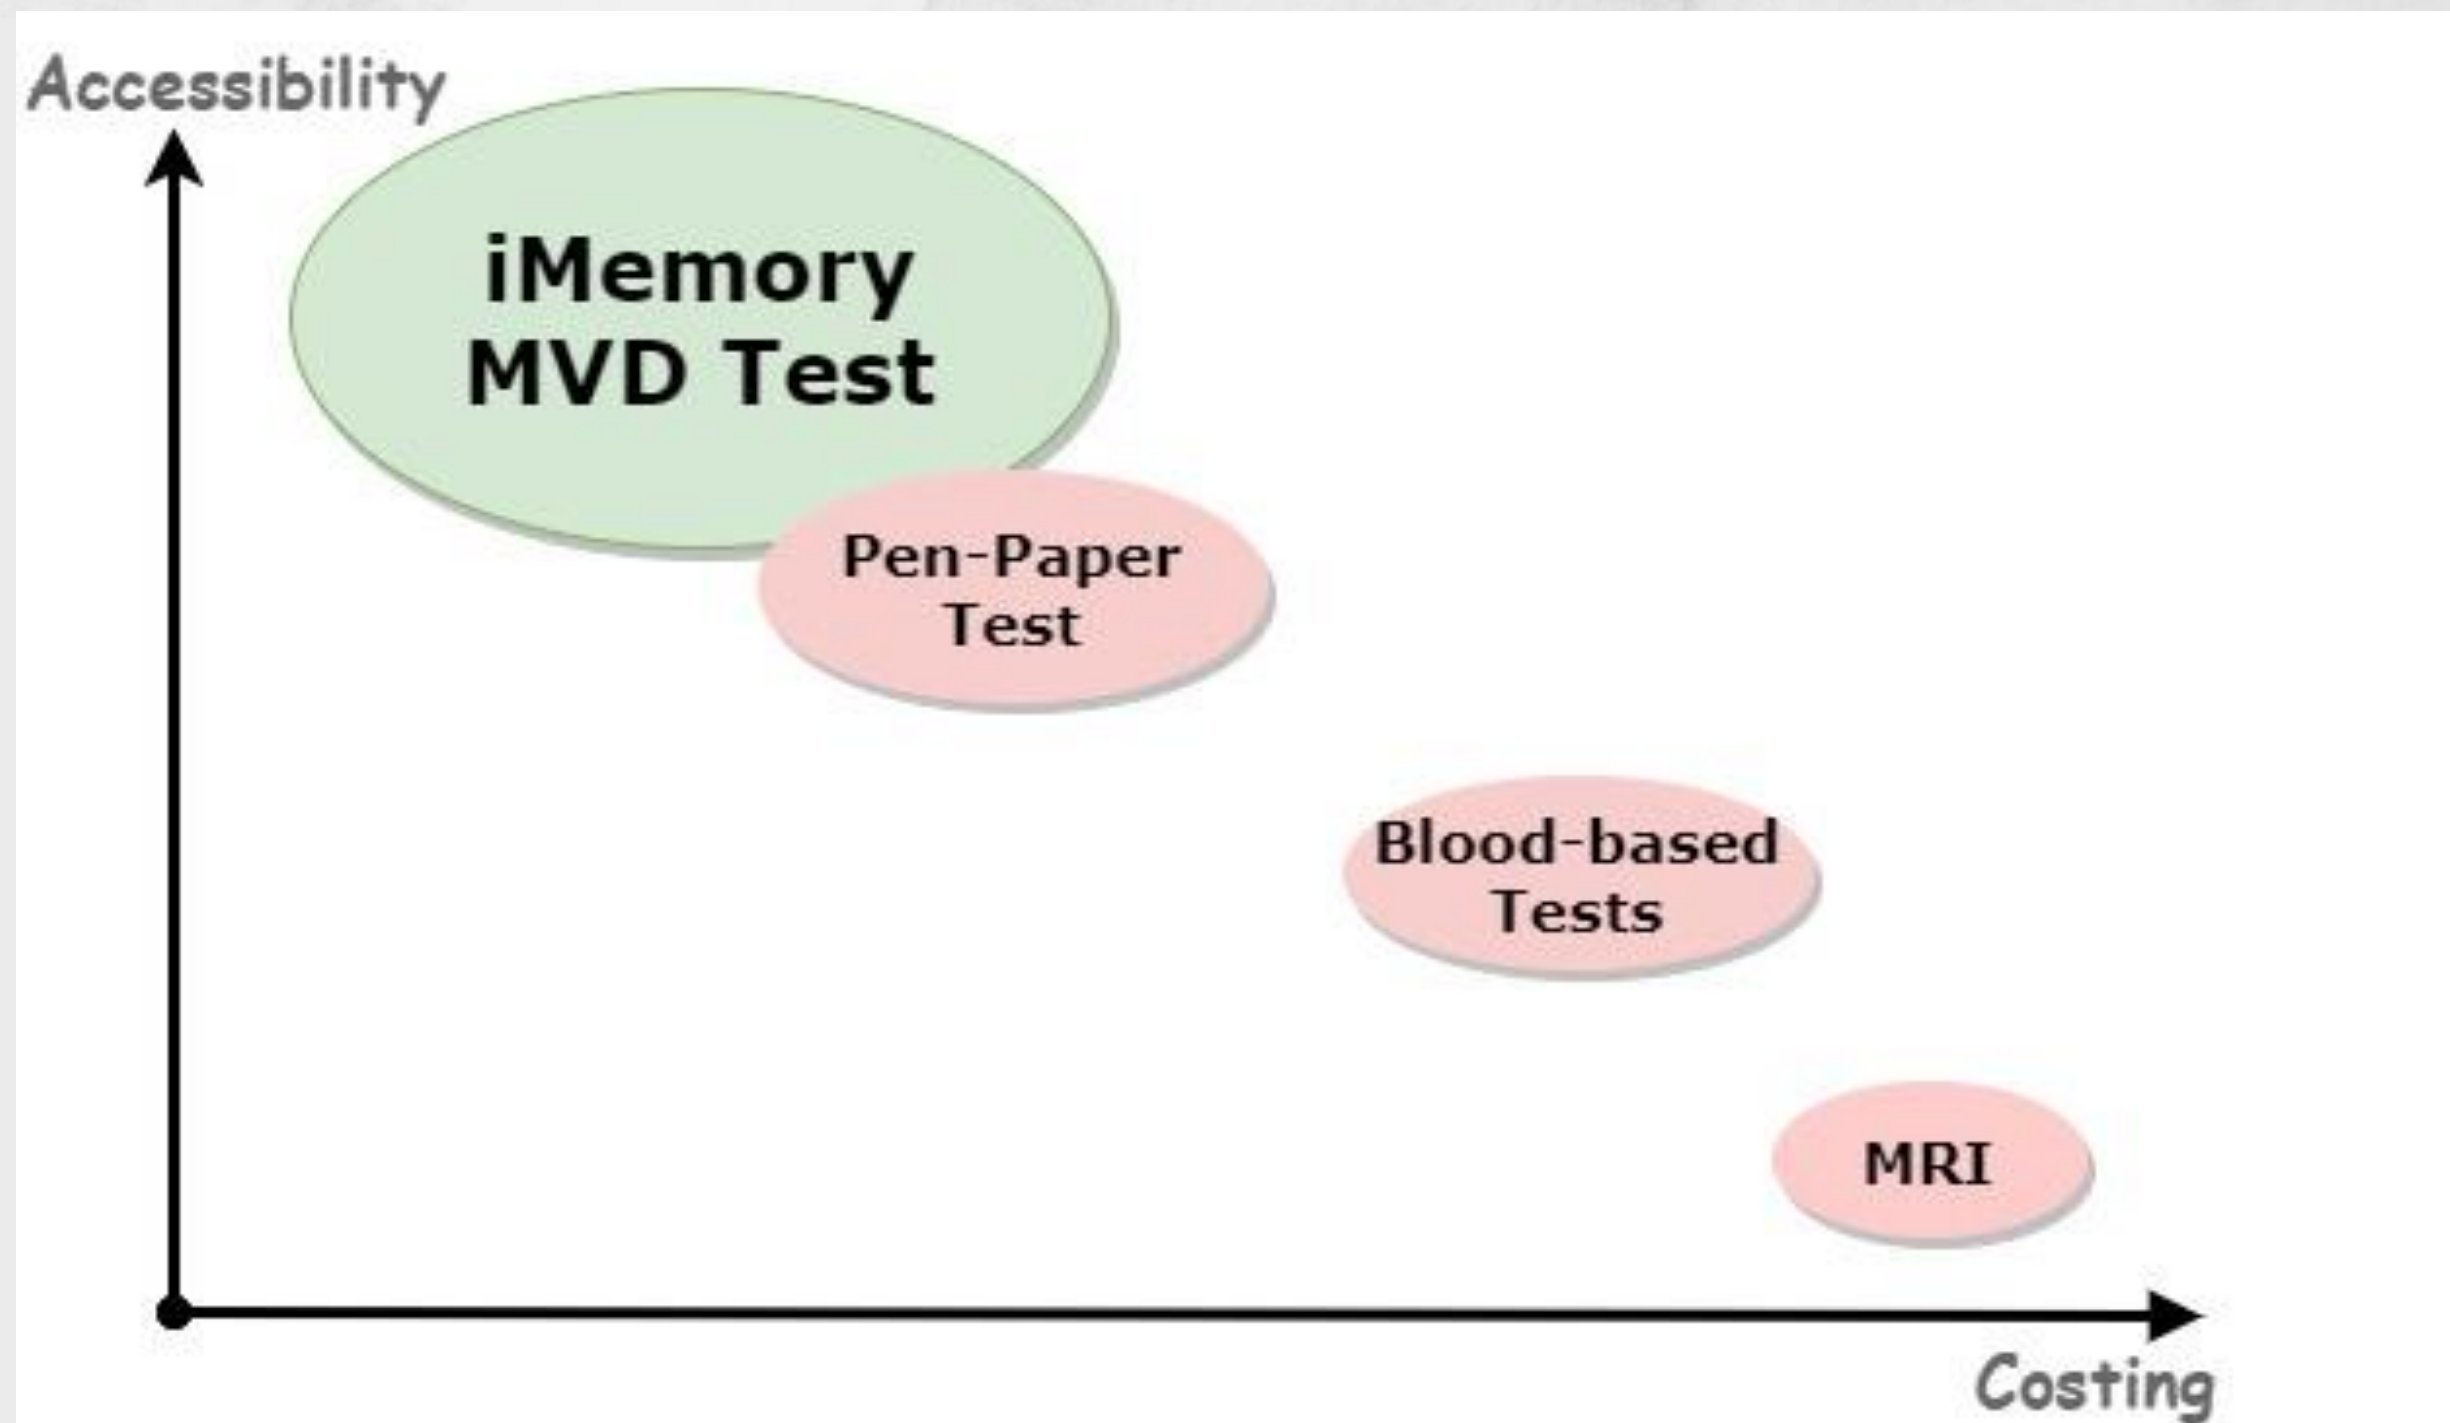 Accessibility
iMemory
MVD Test
Pen-Paper
Test
Blood-based
Tests
MRI
Costing